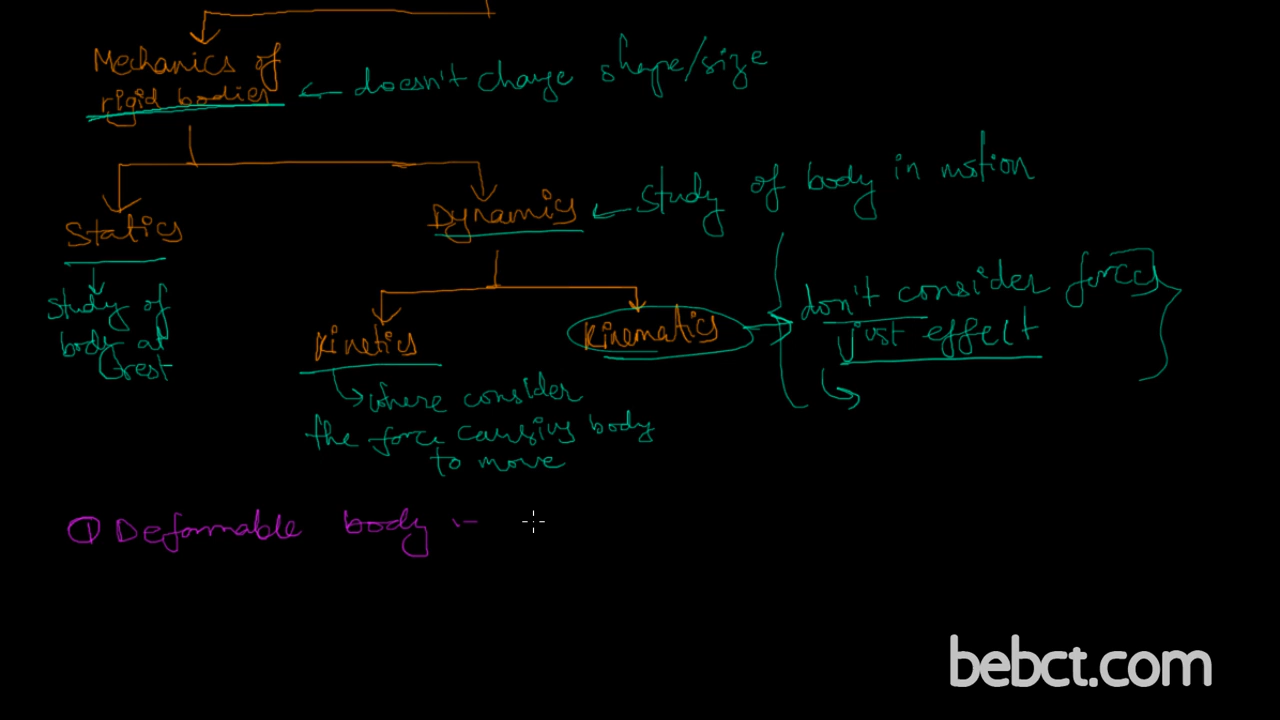 Mechanics of
rigid bodies
doesn't change shape/size
Statics
Dynamics
study of body in motion
study of
body at
rest
Kinetics
Kinematics
don't consider force
just effect
where consider
the force causing body
to move
① Deformable body :-
bebct.com